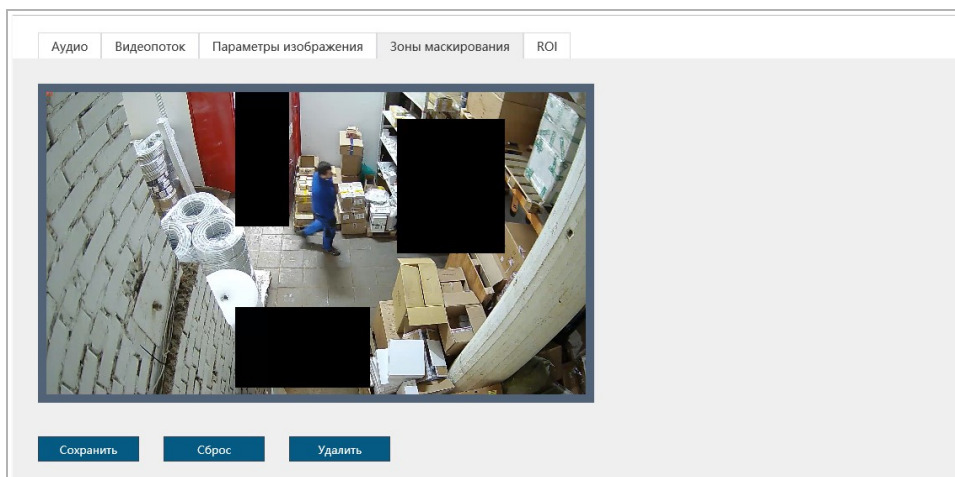 Аудио
Видеопоток
Параметры изображения
Зоны маскирования
ROI
Сохранить
Сброс
Удалить